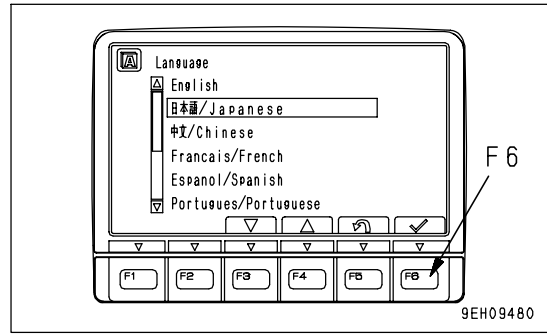 Language
English
日本語/Japanese
中文/Chinese
Francais/French
Espanol/Spanish
Portugues/Portuguese
F6
F1 F2 F3 F4 F5 F6
9EH09480